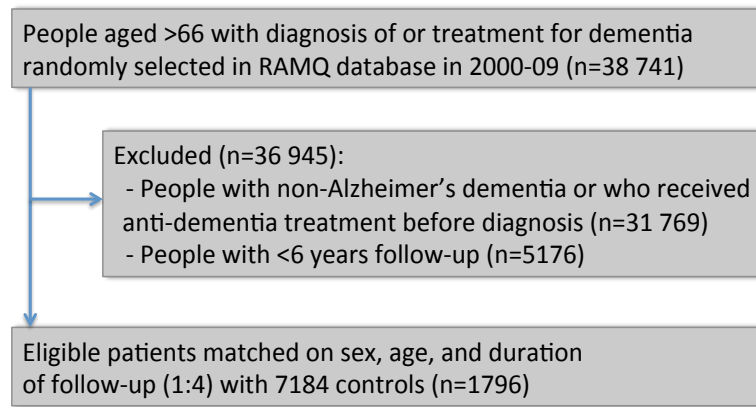 People aged >66 with diagnosis of or treatment for dementia
randomly selected in RAMQ database in 2000-09 (n=38 741)
Excluded (n=36 945):
- People with non-Alzheimer's dementia or who received
anti-dementia treatment before diagnosis (n=31 769)
- People with <6 years follow-up (n=5176)
Eligible patients matched on sex, age, and duration
of follow-up (1:4) with 7184 controls (n=1796)